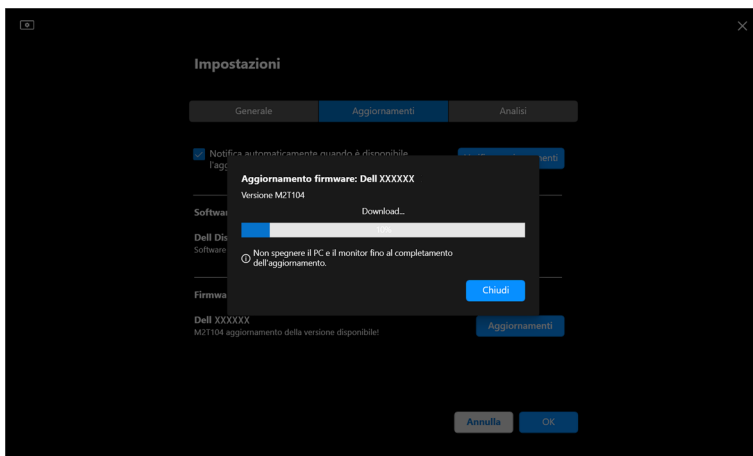 Impostazioni
Generale
Aggiornamenti
Analisi
Notifica automaticamente quando è disponibile
Aggiornamento firmware: Dell XXXXXX
Versione M2T104
Download...
10%
Non spegnere il PC e il monitor fino al completamento
dell'aggiornamento.
Chiudi
Dell XXXXXX
M2T104 aggiornamento della versione disponibile!
Aggiornamenti
Annulla
OK